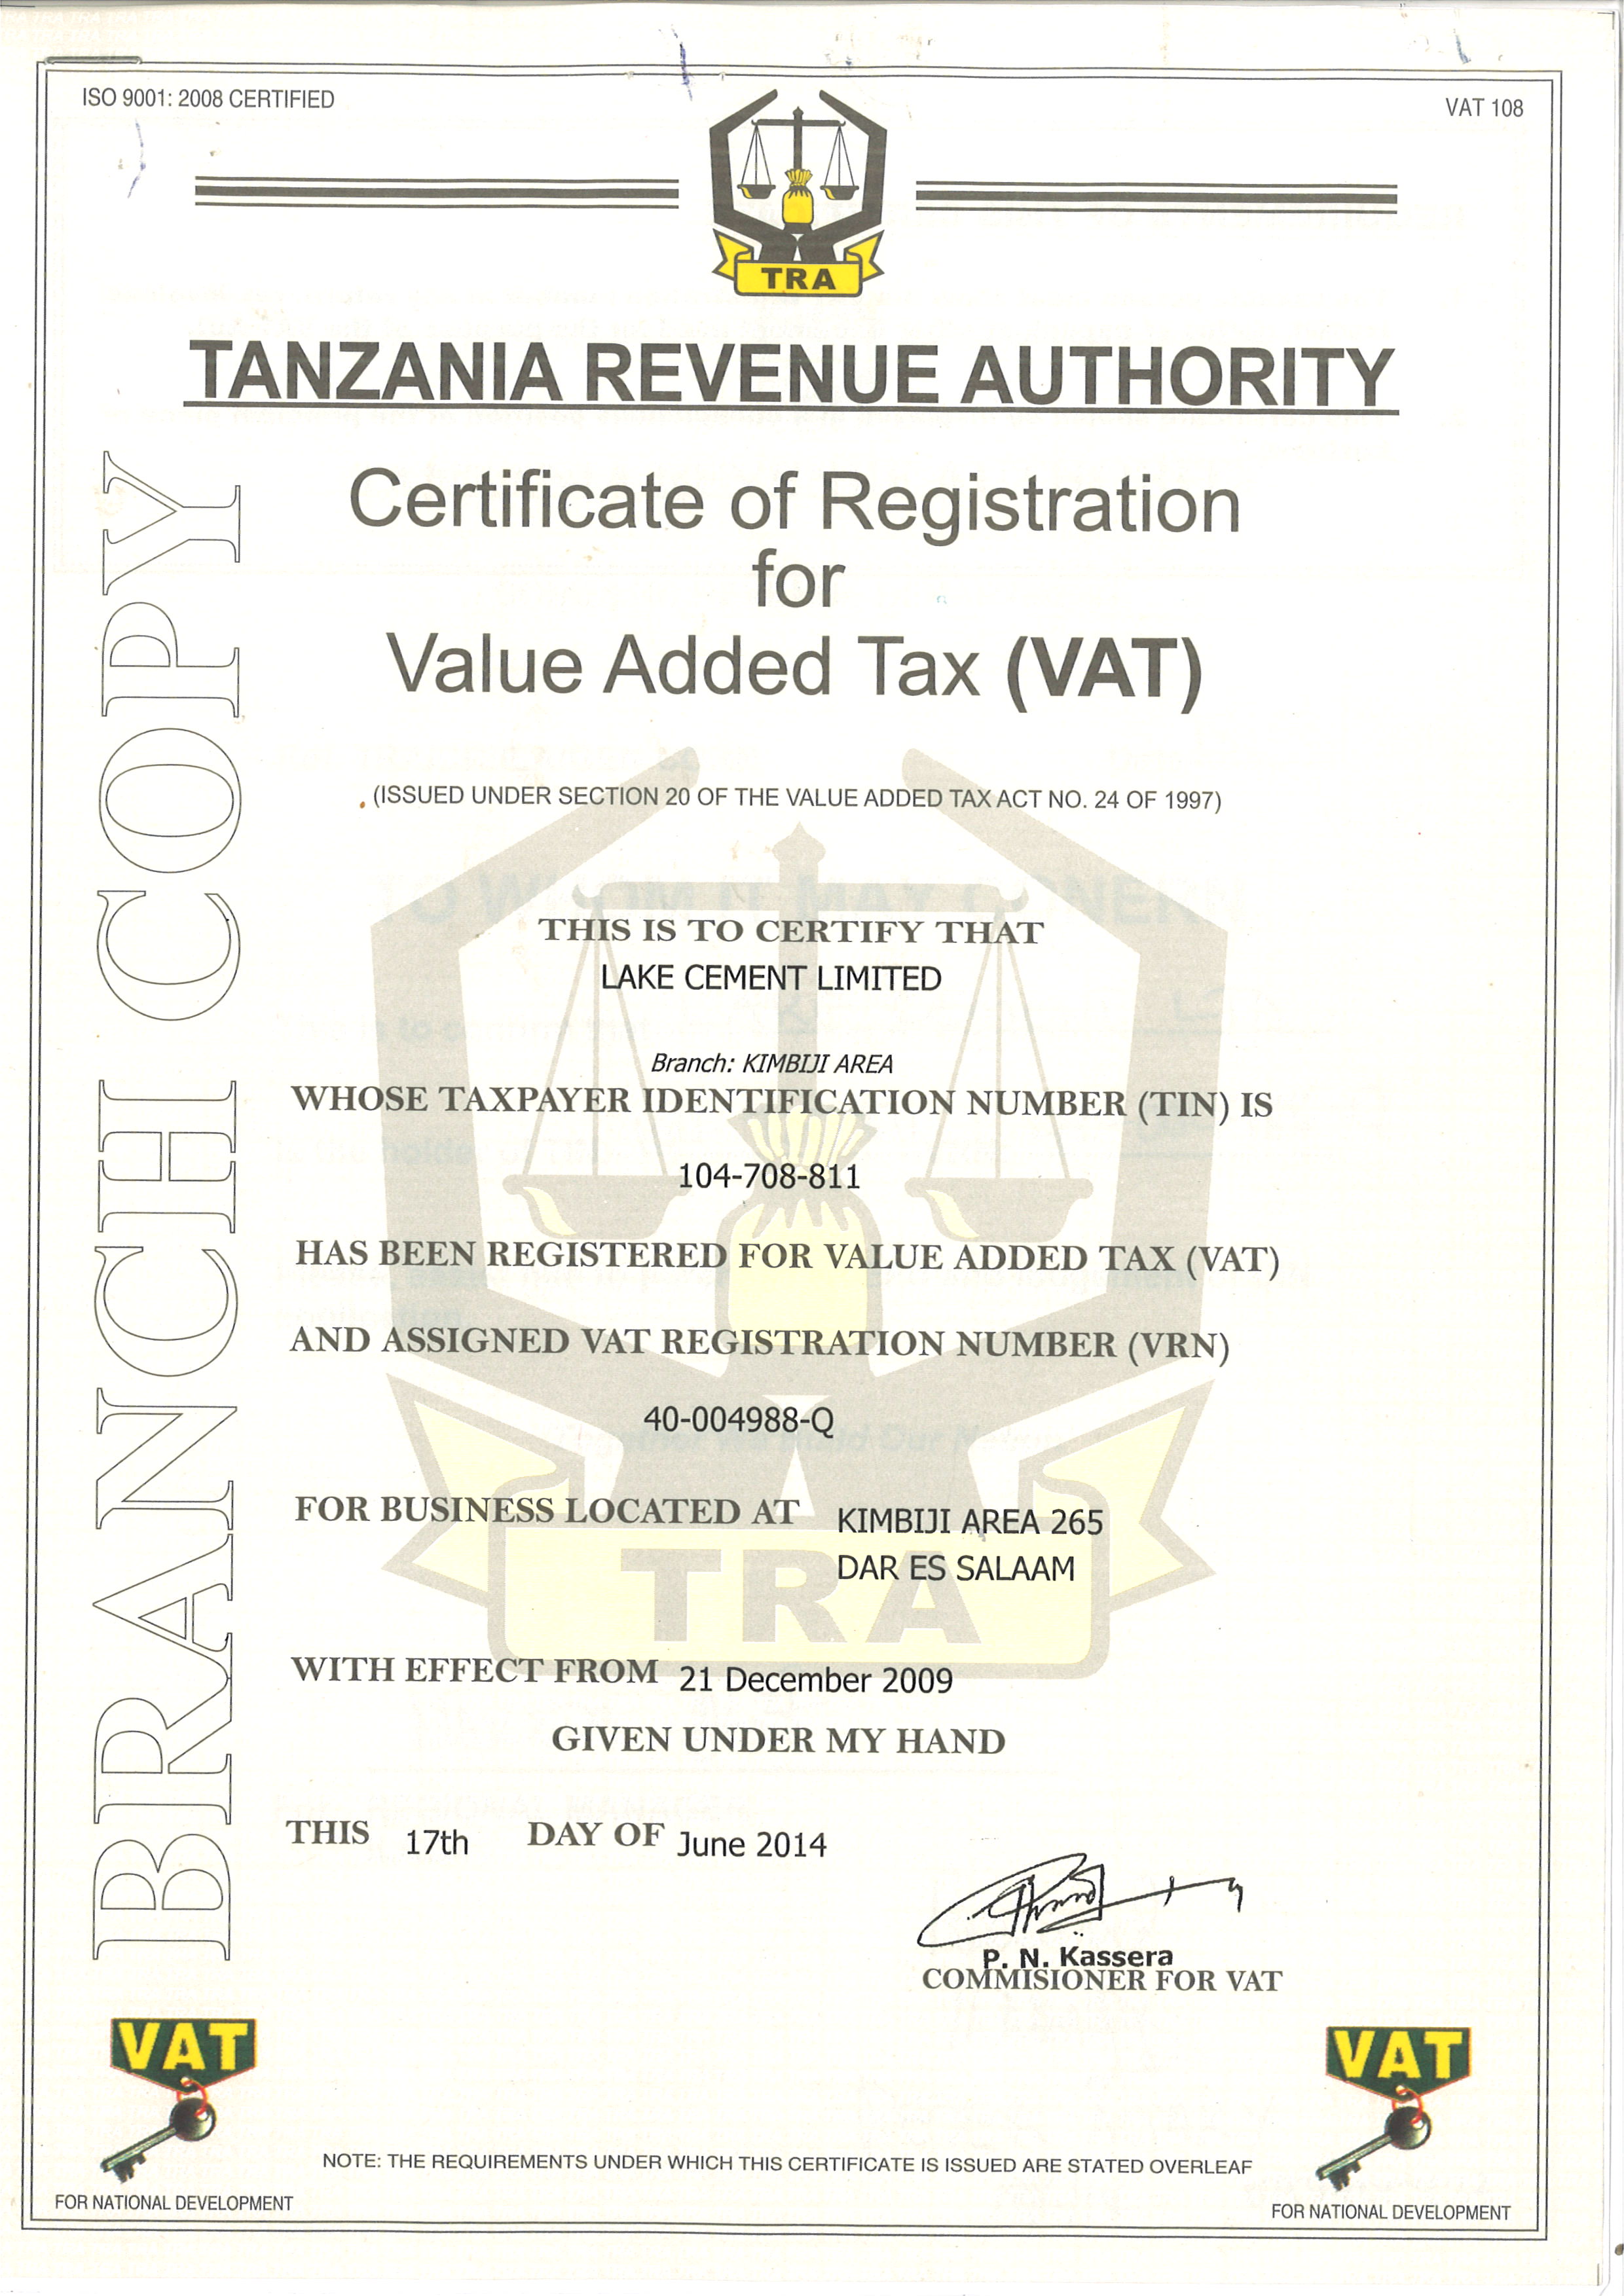 ISO 9001: 2008 CERTIFIED
VAT 108
TRA
TANZANIA REVENUE AUTHORITY
Certificate of Registration
for
Value Added Tax (VAT)
(ISSUED UNDER SECTION 20 OF THE VALUE ADDED TAX ACT NO. 24 OF 1997)
BRANCH COPY
THIS IS TO CERTIFY THAT
LAKE CEMENT LIMITED
Branch: KIMBIJI AREA
WHOSE TAXPAYER IDENTIFICATION NUMBER (TIN) IS
104-708-811
HAS BEEN REGISTERED FOR VALUE ADDED TAX (VAT)
AND ASSIGNED VAT REGISTRATION NUMBER (VRN)
40-004988-Q
FOR BUSINESS LOCATED AT KIMBIJI AREA 265
DAR ES SALAAM
TRA
WITH EFFECT FROM 21 December 2009
GIVEN UNDER MY HAND
THIS 17th DAY OF June 2014
P. N. Kassera
COMMISIONER FOR VAT
VAT
VAT
NOTE: THE REQUIREMENTS UNDER WHICH THIS CERTIFICATE IS ISSUED ARE STATED OVERLEAF
FOR NATIONAL DEVELOPMENT
FOR NATIONAL DEVELOPMENT